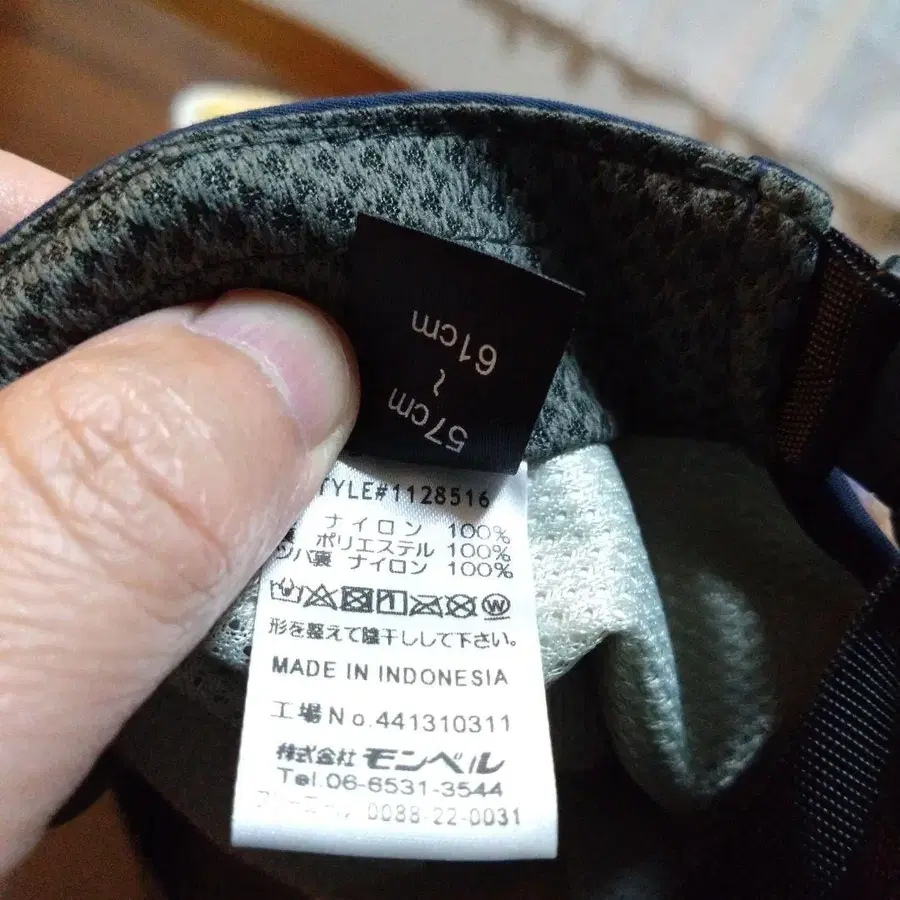 57cm
~
61cm
TYLE#1128516
ナイロン 100%
ポリエステル 100%
ツバ裏 ナイロン 100%
形を整えて陰干しして下さい。
MADE IN INDONESIA
工場No.441310311
株式会社 モンベル
Tel.06-6531-3544
0088-22-0031